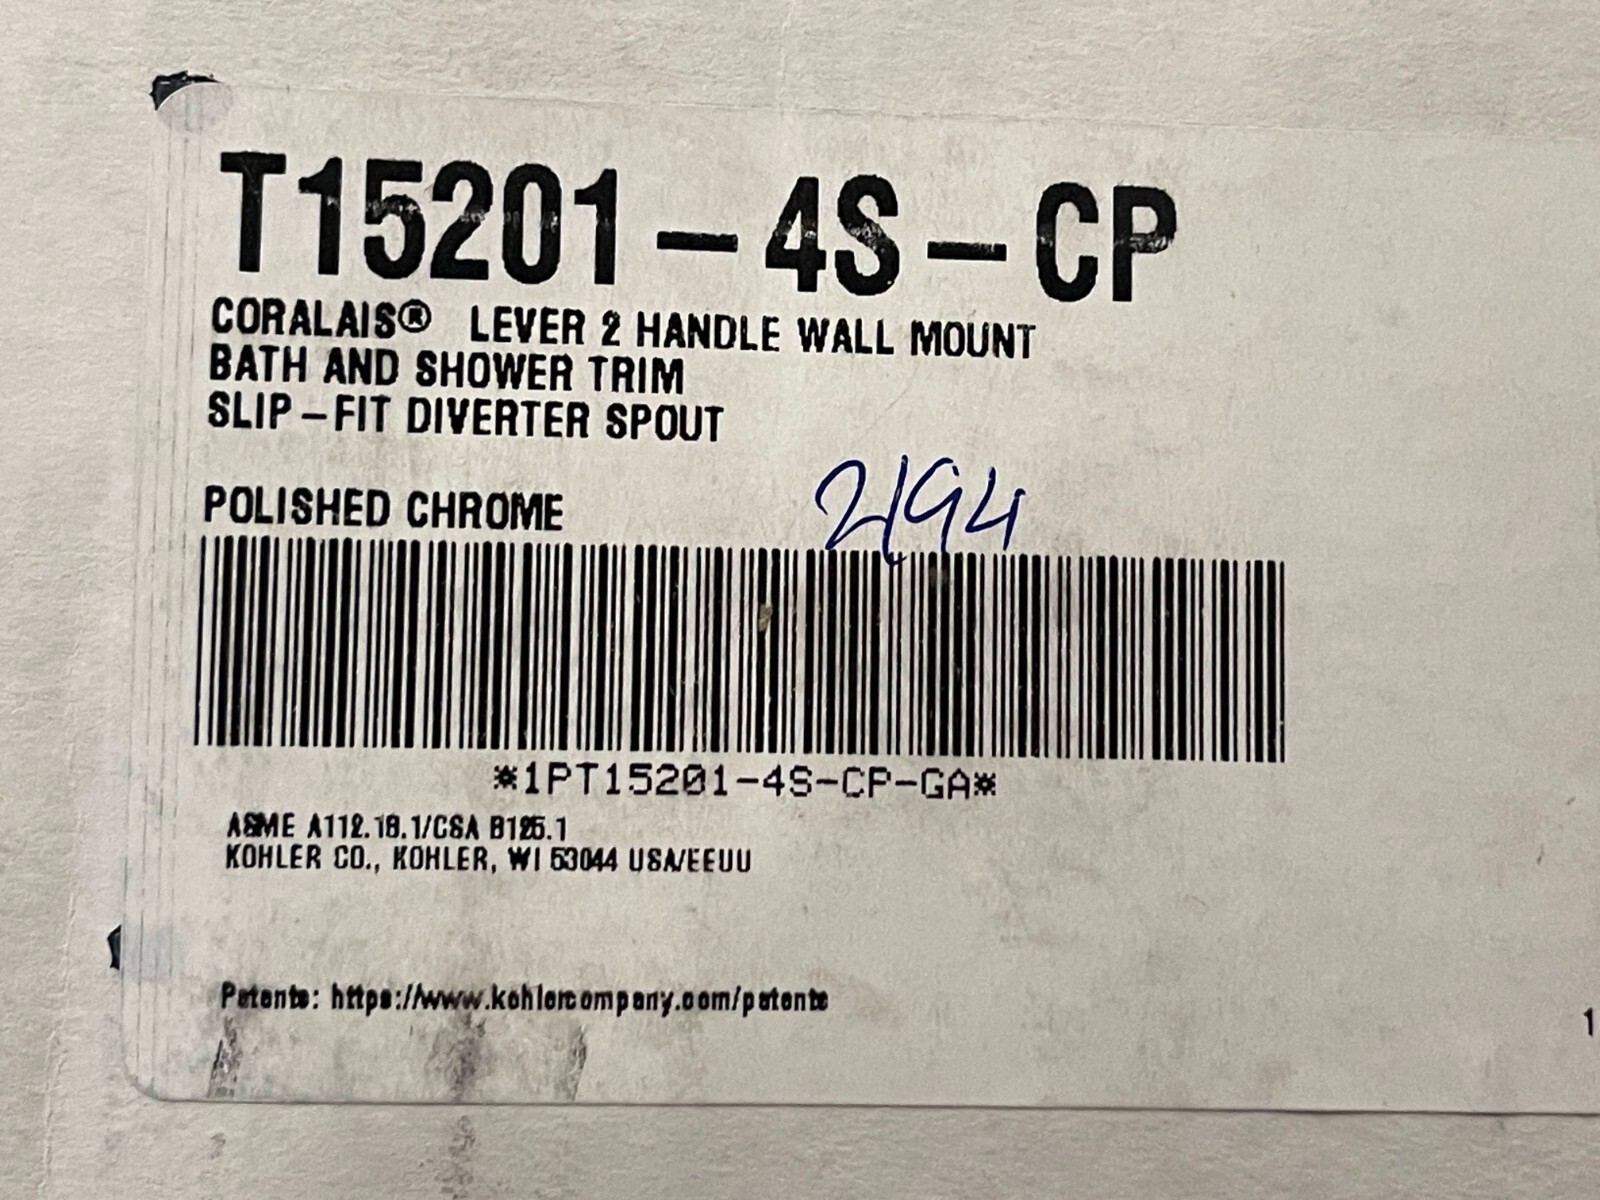 T15201-4S-CP
CORALAIS® LEVER 2 HANDLE WALL MOUNT
BATH AND SHOWER TRIM
SLIP-FIT DIVERTER SPOUT
POLISHED CHROME
2194
*1PT15201-4S-CP-GA*
ASME A112.18.1/CSA B125.1
KOHLER CO., KOHLER, WI 53044 USA/EEUU
Patents: https://www.kohlercompany.com/patents
1